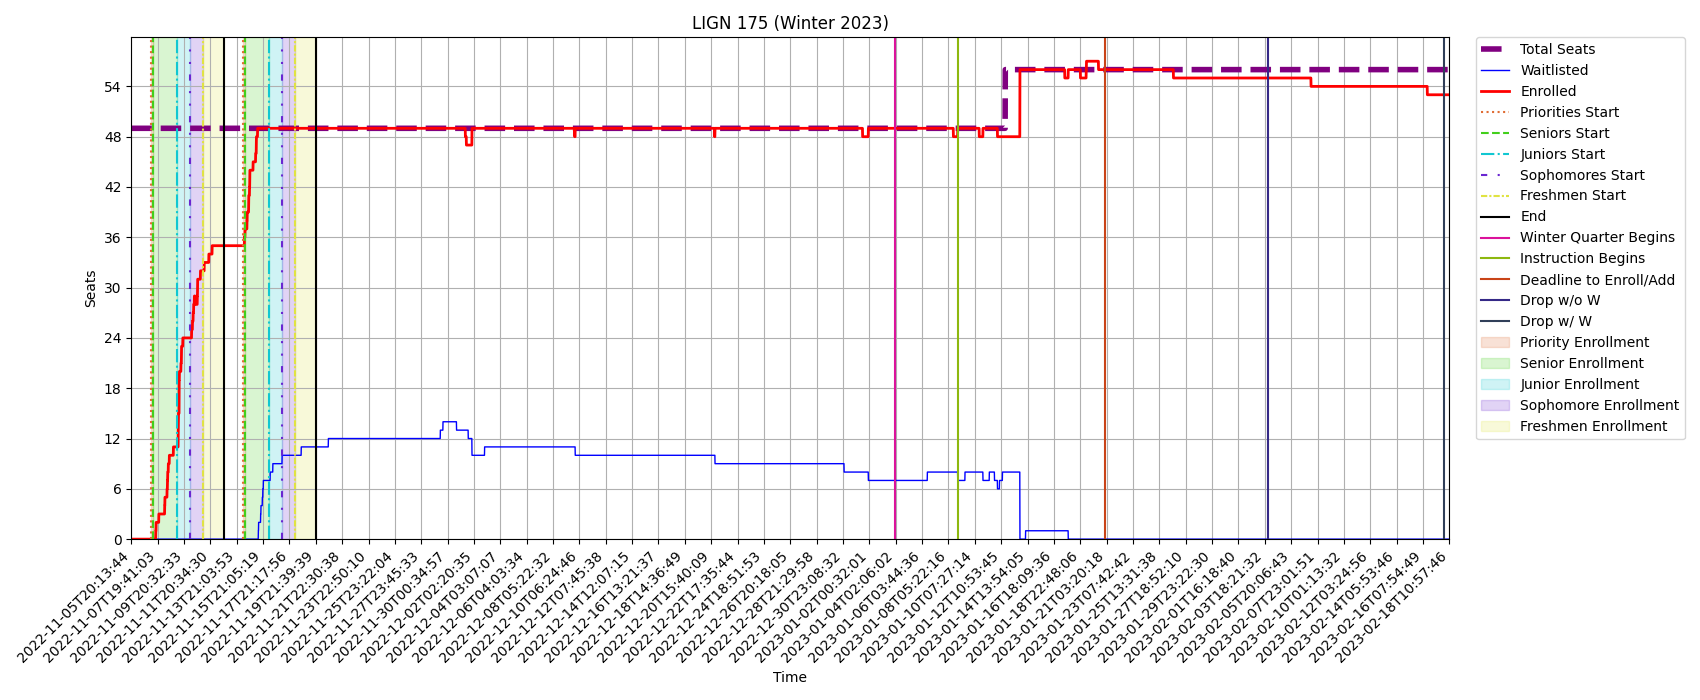 LIGN 175 (Winter 2023)
Seats
54
48
42
36
30
24
18
12
6
0
2022-11-05T20:13:44
2022-11-07T19:41:03
2022-11-09T20:32:33
2022-11-11T20:34:30
2022-11-13T21:03:53
2022-11-15T21:05:19
2022-11-17T21:17:56
2022-11-19T21:39:39
2022-11-21T22:30:38
2022-11-23T22:50:10
2022-11-25T23:22:04
2022-11-27T23:45:33
2022-11-30T00:34:57
2022-12-02T02:20:35
2022-12-04T03:07:07
2022-12-06T04:03:34
2022-12-08T05:22:32
2022-12-10T06:24:46
2022-12-12T07:45:38
2022-12-14T12:07:15
2022-12-16T13:21:37
2022-12-18T14:36:49
2022-12-20T15:40:09
2022-12-22T17:35:44
2022-12-24T18:51:53
2022-12-26T20:18:05
2022-12-28T21:29:58
2022-12-30T23:08:32
2023-01-02T00:32:01
2023-01-04T02:06:02
2023-01-06T03:44:36
2023-01-08T05:22:16
2023-01-10T07:27:14
2023-01-12T10:53:45
2023-01-14T13:54:05
2023-01-16T18:09:36
2023-01-18T22:48:06
2023-01-21T03:20:18
2023-01-23T07:42:42
2023-01-25T13:31:38
2023-01-27T18:52:10
2023-01-29T23:22:30
2023-02-01T16:18:40
2023-02-03T18:21:32
2023-02-05T20:06:43
2023-02-07T23:01:51
2023-02-10T01:13:32
2023-02-12T03:24:56
2023-02-14T05:53:46
2023-02-16T07:54:49
2023-02-18T10:57:46
Time
Total Seats
Waitlisted
Enrolled
Priorities Start
Seniors Start
Juniors Start
Sophomores Start
Freshmen Start
End
Winter Quarter Begins
Instruction Begins
Deadline to Enroll/Add
Drop w/o W
Drop w/ W
Priority Enrollment
Senior Enrollment
Junior Enrollment
Sophomore Enrollment
Freshmen Enrollment